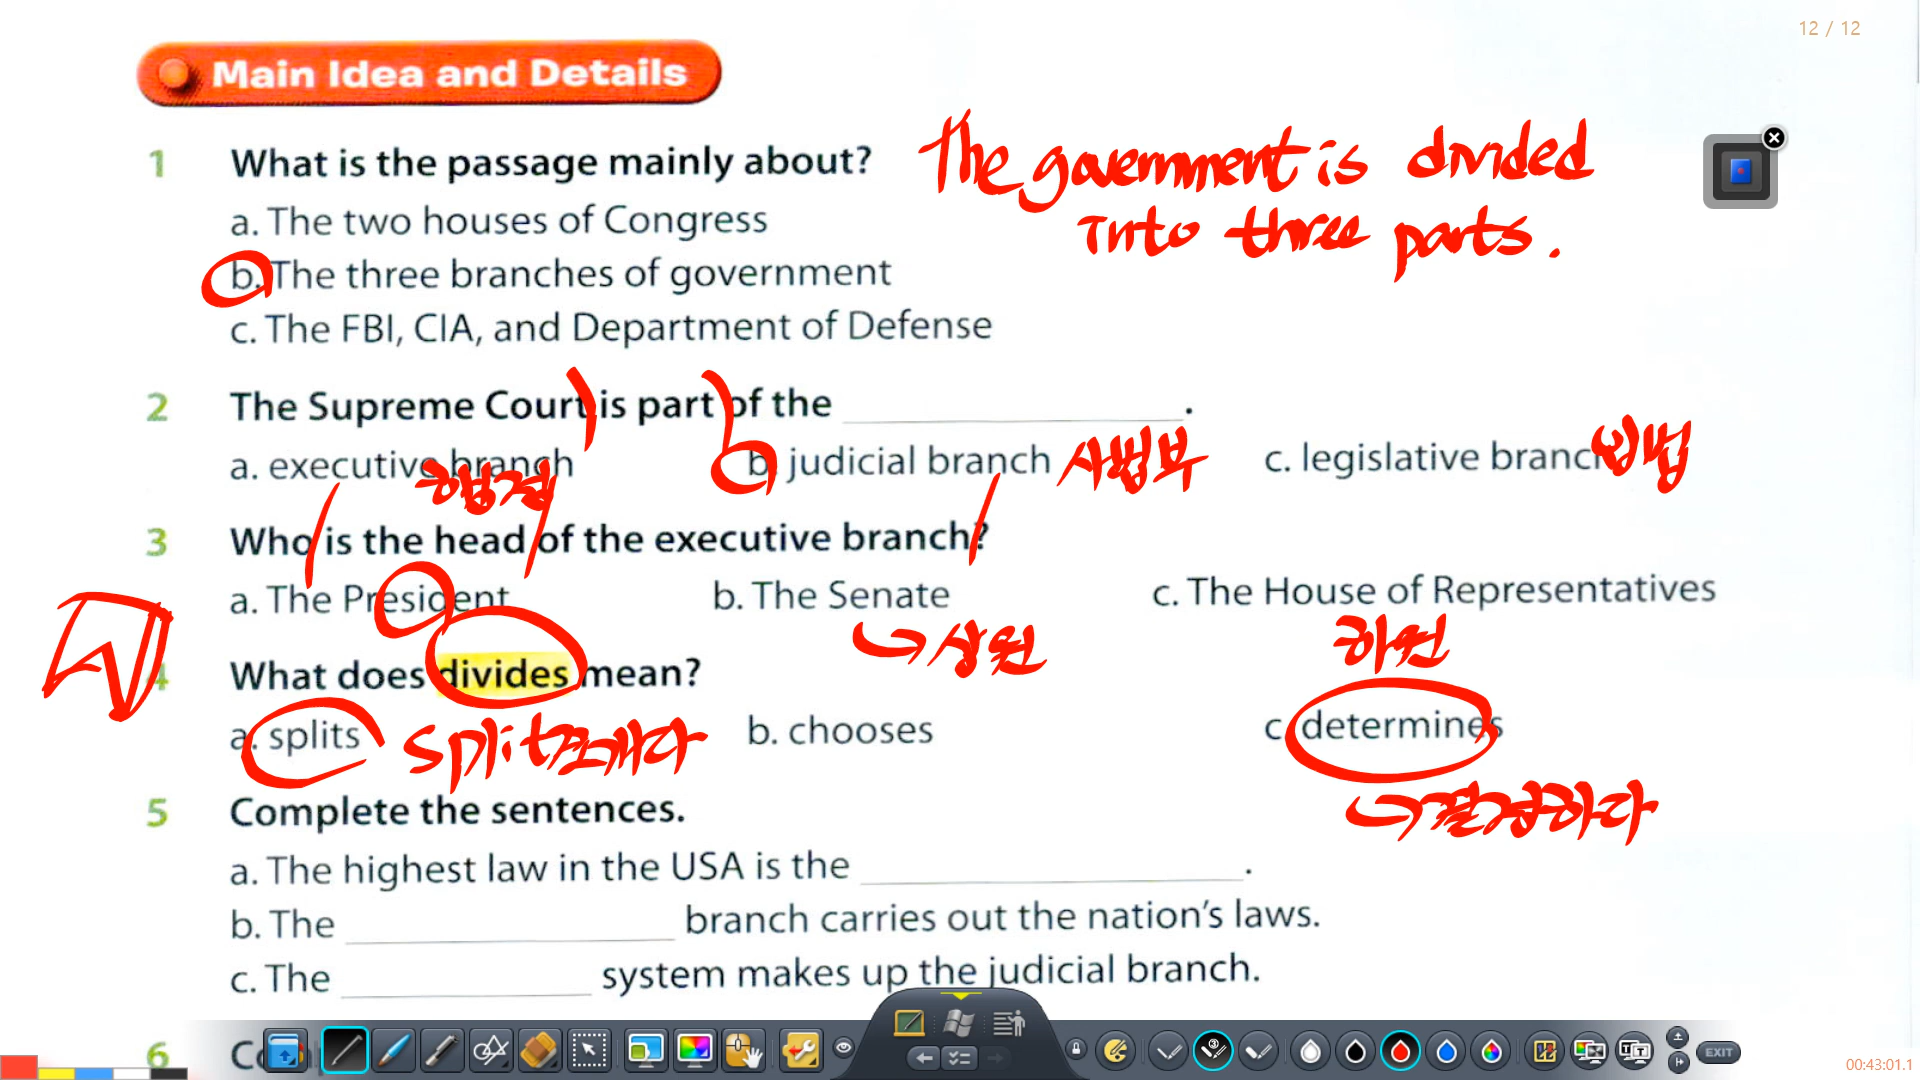 12 / 12
Main Idea and Details
1 What is the passage mainly about?
The government is divided
into three parts.
a. The two houses of Congress
b. The three branches of government
c. The FBI, CIA, and Department of Defense
2 The Supreme Court is part of the ____________.
a. executive branch b. judicial branch 사법부 c. legislative branch 입법
행정
3 Who is the head of the executive branch?
a. The President b. The Senate c. The House of Representatives
상원 하원
4 What does divides mean?
a. splits split 쪼개다 b. chooses c. determines
결정하다
5 Complete the sentences.
a. The highest law in the USA is the ____________.
b. The ____________ branch carries out the nation's laws.
c. The ____________ system makes up the judicial branch.
6
EXIT
00:43:01.1